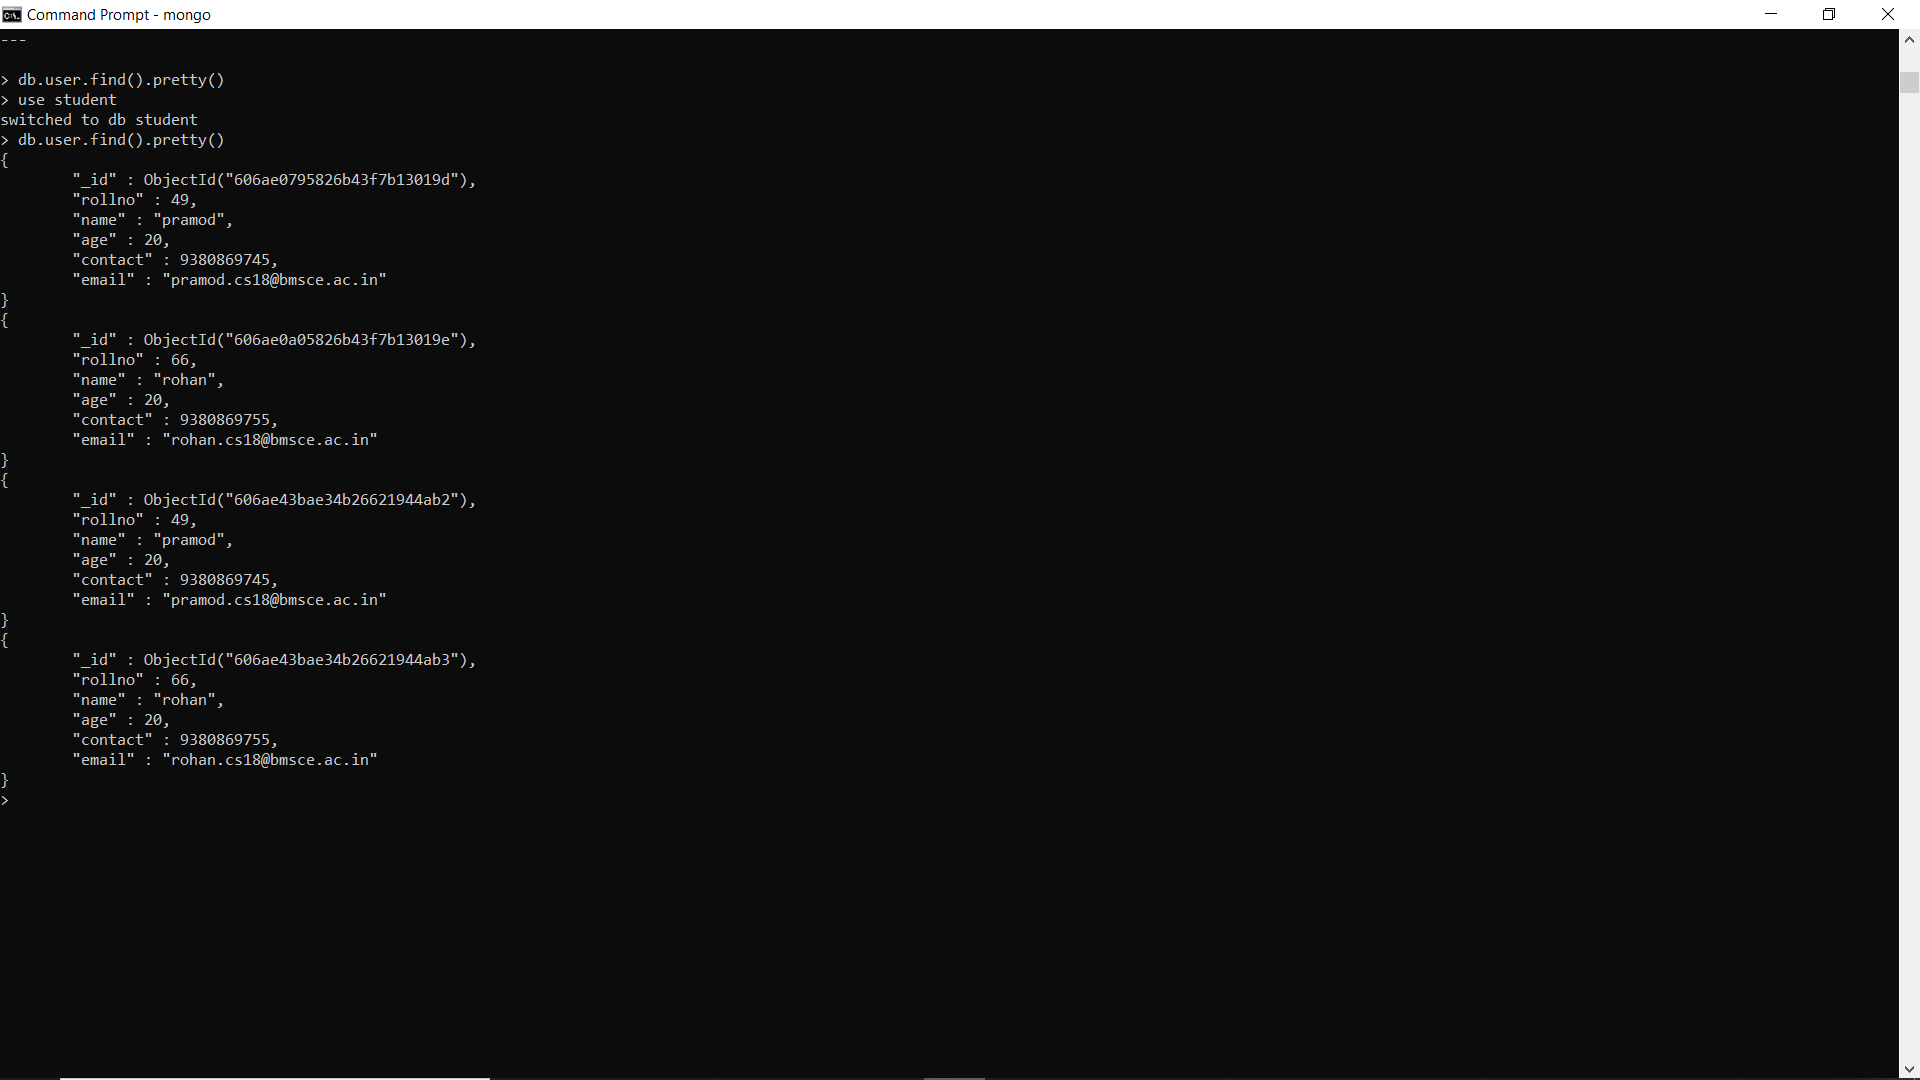 Command Prompt - mongo
---
> db.user.find().pretty()
> use student
switched to db student
> db.user.find().pretty()
{
        "_id" : ObjectId("606ae0795826b43f7b13019d"),
        "rollno" : 49,
        "name" : "pramod",
        "age" : 20,
        "contact" : 9380869745,
        "email" : "pramod.cs18@bmsce.ac.in"
}
{
        "_id" : ObjectId("606ae0a05826b43f7b13019e"),
        "rollno" : 66,
        "name" : "rohan",
        "age" : 20,
        "contact" : 9380869755,
        "email" : "rohan.cs18@bmsce.ac.in"
}
{
        "_id" : ObjectId("606ae43bae34b26621944ab2"),
        "rollno" : 49,
        "name" : "pramod",
        "age" : 20,
        "contact" : 9380869745,
        "email" : "pramod.cs18@bmsce.ac.in"
}
{
        "_id" : ObjectId("606ae43bae34b26621944ab3"),
        "rollno" : 66,
        "name" : "rohan",
        "age" : 20,
        "contact" : 9380869755,
        "email" : "rohan.cs18@bmsce.ac.in"
}
>